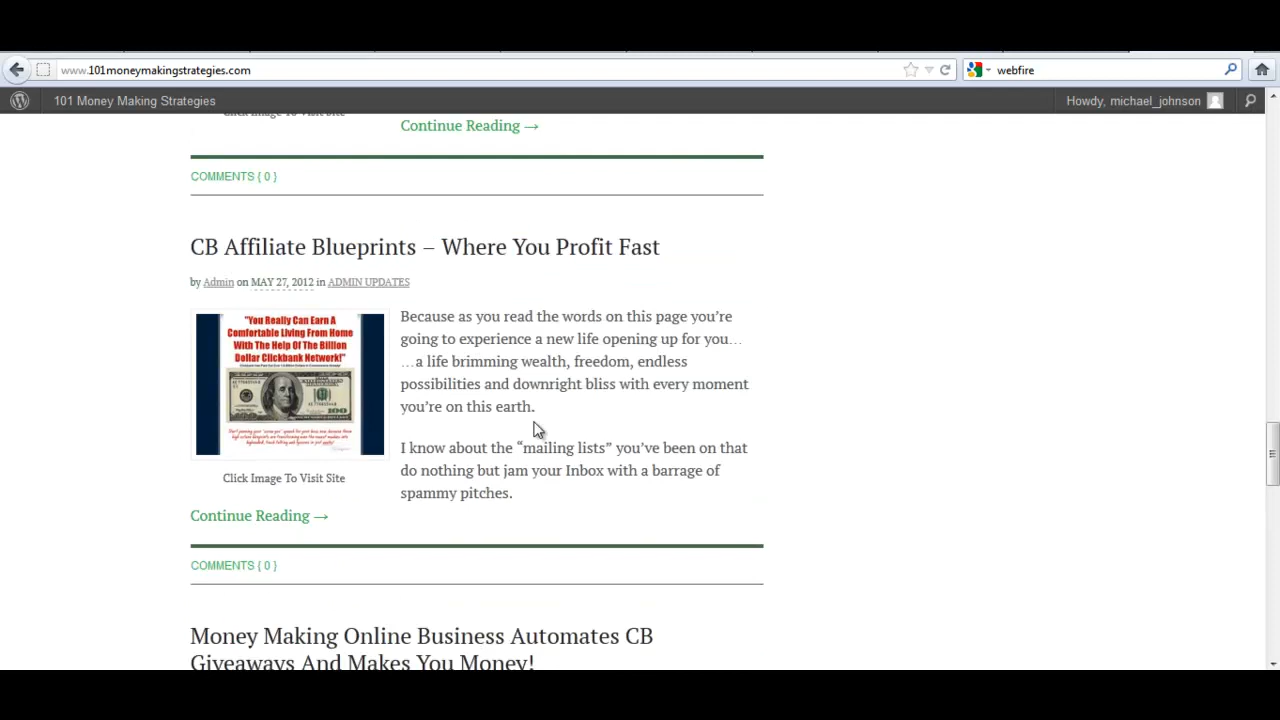 www.101moneymakingstrategies.com
webfire
101 Money Making Strategies
Howdy, michael_johnson
Continue Reading →
COMMENTS { 0 }
CB Affiliate Blueprints – Where You Profit Fast
by Admin on MAY 27, 2012 in ADMIN UPDATES
"You Really Can Earn A
Comfortable Living From Home
With The Help Of The Billion
Dollar Clickbank Network!"
100
Click Image To Visit Site
Because as you read the words on this page you're
going to experience a new life opening up for you…
…a life brimming wealth, freedom, endless
possibilities and downright bliss with every moment
you're on this earth.
I know about the “mailing lists” you've been on that
do nothing but jam your Inbox with a barrage of
spammy pitches.
Continue Reading →
COMMENTS { 0 }
Money Making Online Business Automates CB
Giveaways And Makes You Money!